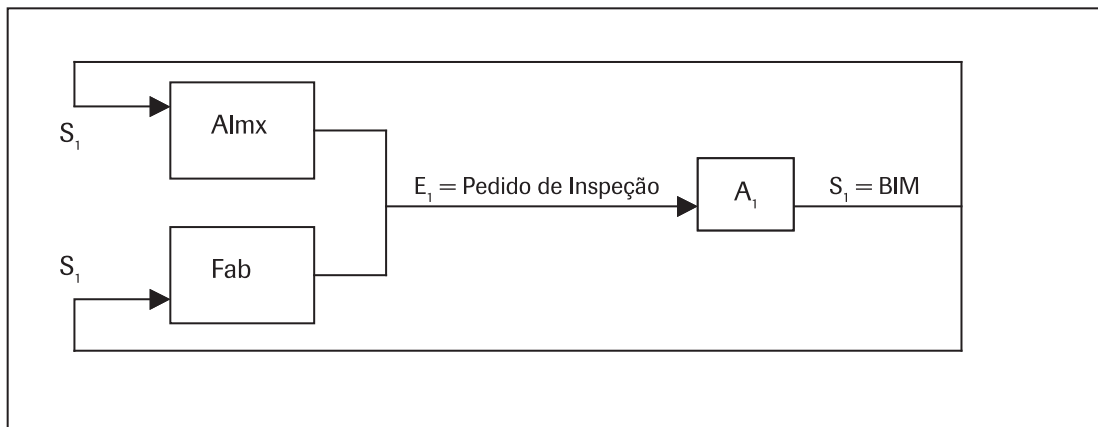 Almx
S₁
E₁ = Pedido de Inspeção
A₁
S₁ = BIM
S₁
Fab